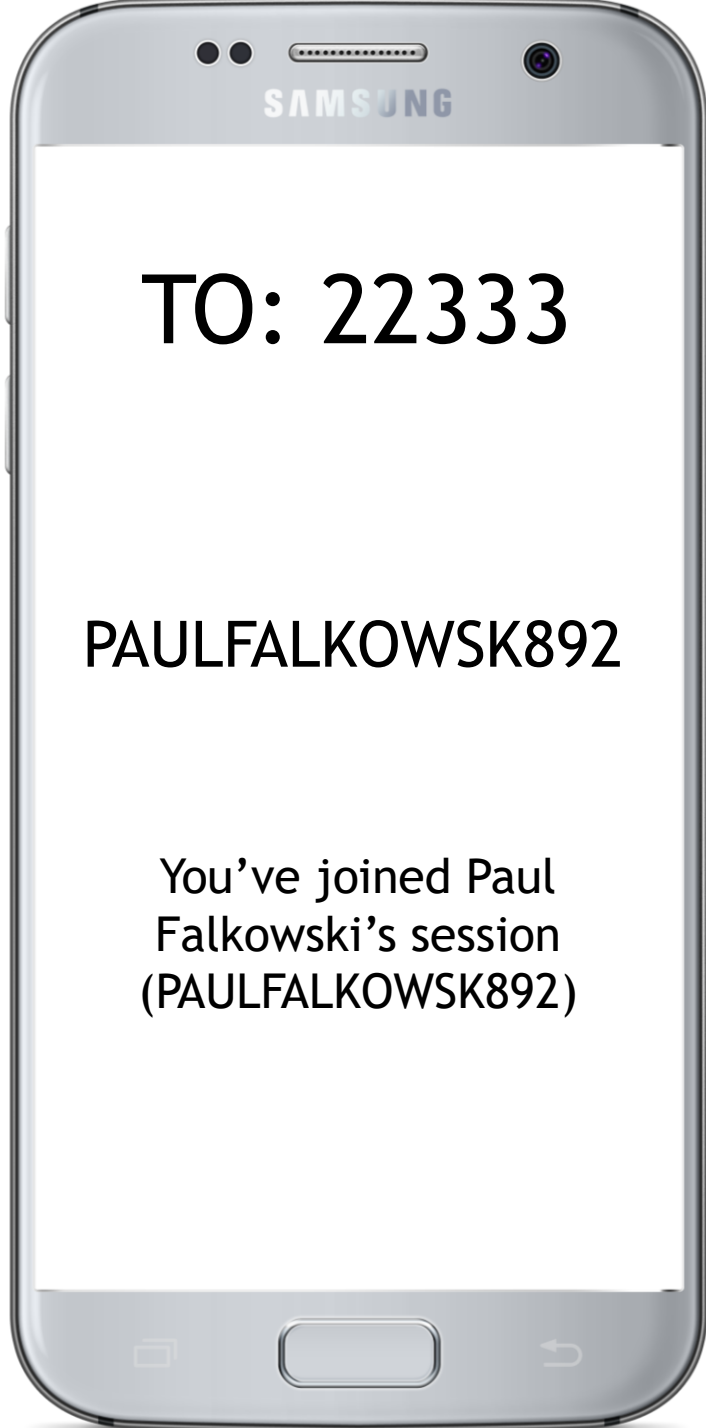 SAMSUNG
TO: 22333
PAULFALKOWSK892
You’ve joined Paul
Falkowski’s session
(PAULFALKOWSK892)